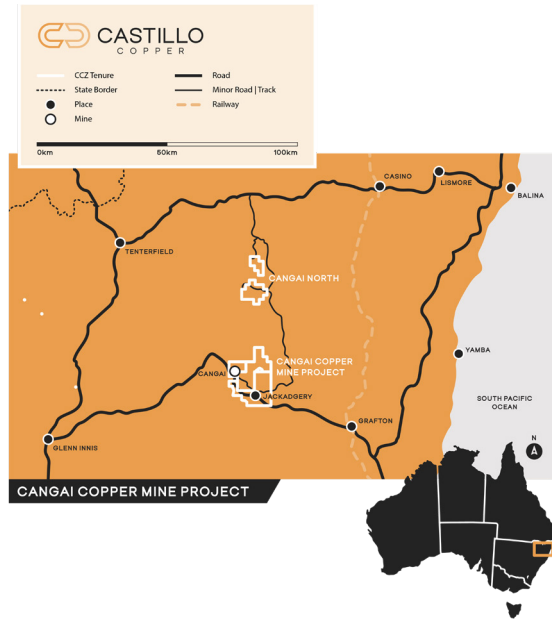 CASTILLO
COPPER
CCZ Tenure
Road
State Border
Minor Road | Track
Place
Railway
Mine
0km
50km
100km
CASINO
LISMORE
BALINA
TENTERFIELD
CANGAI NORTH
YAMBA
CANGAI COPPER
MINE PROJECT
CANGAI
JACKADGERY
SOUTH PACIFIC
OCEAN
GRAFTON
GLENN INNIS
N
A
CANGAI COPPER MINE PROJECT